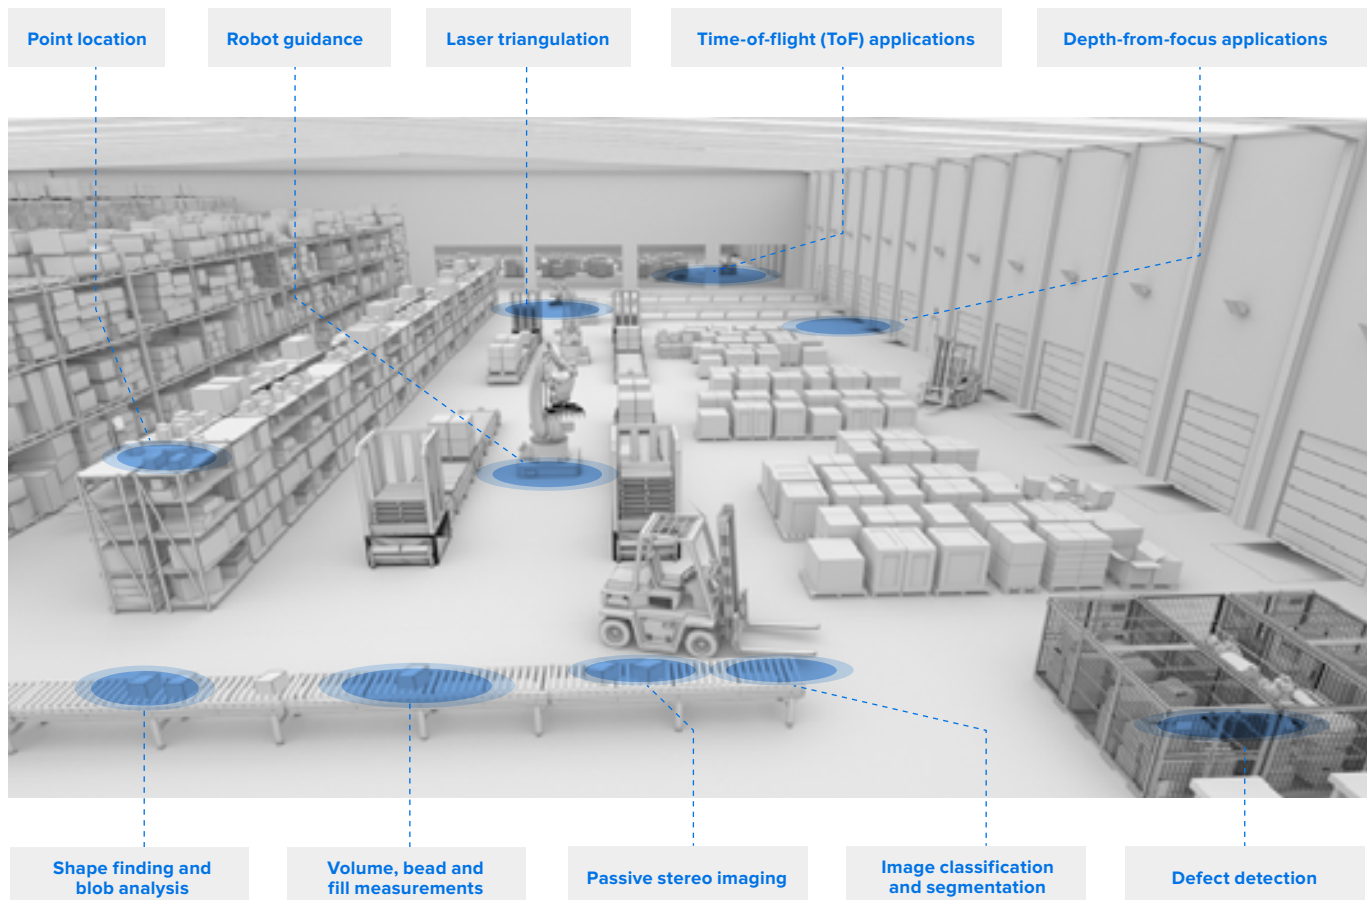 Point location
Robot guidance
Laser triangulation
Time-of-flight (ToF) applications
Depth-from-focus applications
Shape finding and
blob analysis
Volume, bead and
fill measurements
Passive stereo imaging
Image classification
and segmentation
Defect detection